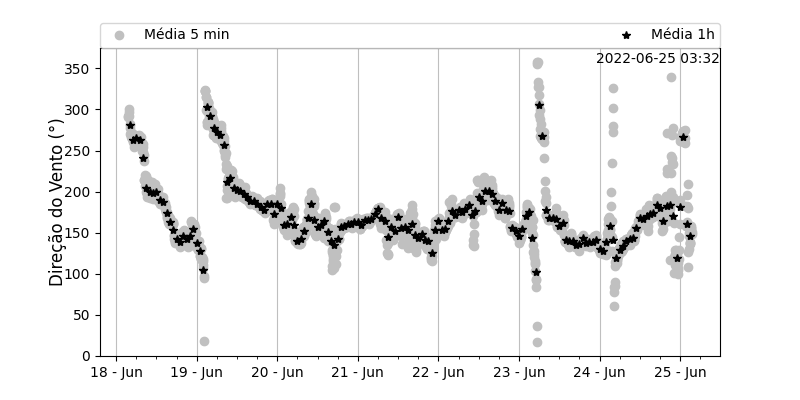 Média 5 min
Média 1h
2022-06-25 03:32
Direção do Vento (°)
350
300
250
200
150
100
50
0
18 - Jun
19 - Jun
20 - Jun
21 - Jun
22 - Jun
23 - Jun
24 - Jun
25 - Jun